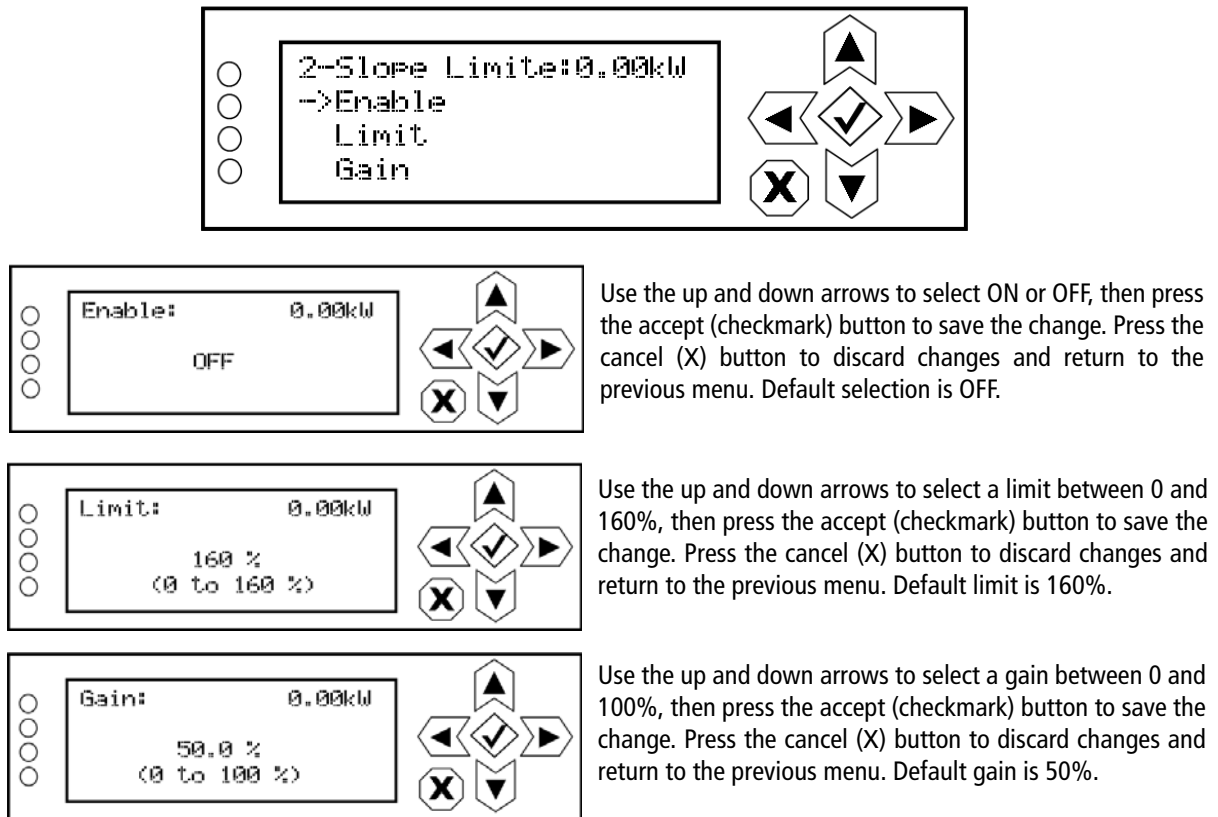 2-Slope Limite:0.00kW
->Enable
Limit
Gain
Enable: 0.00kW
OFF
Use the up and down arrows to select ON or OFF, then press
the accept (checkmark) button to save the change. Press the
cancel (X) button to discard changes and return to the
previous menu. Default selection is OFF.
Limit: 0.00kW
160 %
(0 to 160 %)
Use the up and down arrows to select a limit between 0 and
160%, then press the accept (checkmark) button to save the
change. Press the cancel (X) button to discard changes and
return to the previous menu. Default limit is 160%.
Gain: 0.00kW
50.0 %
(0 to 100 %)
Use the up and down arrows to select a gain between 0 and
100%, then press the accept (checkmark) button to save the
change. Press the cancel (X) button to discard changes and
return to the previous menu. Default gain is 50%.